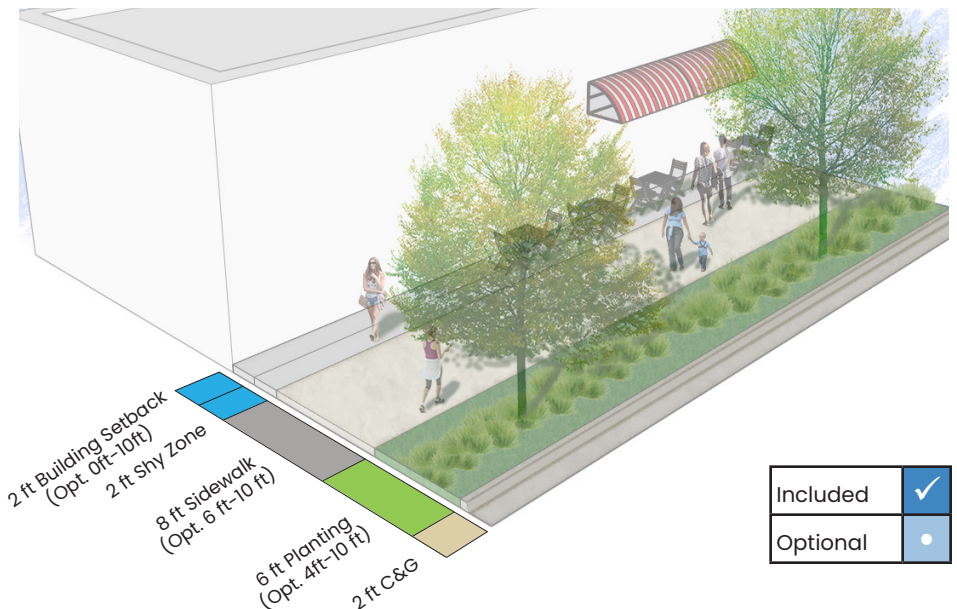 2 ft Building Setback
(Opt. 0ft-10ft)
2 ft Shy Zone
8 ft Sidewalk
(Opt. 6 ft-10 ft)
6 ft Planting
(Opt. 4ft-10 ft)
2 ft C&G
Included
Optional